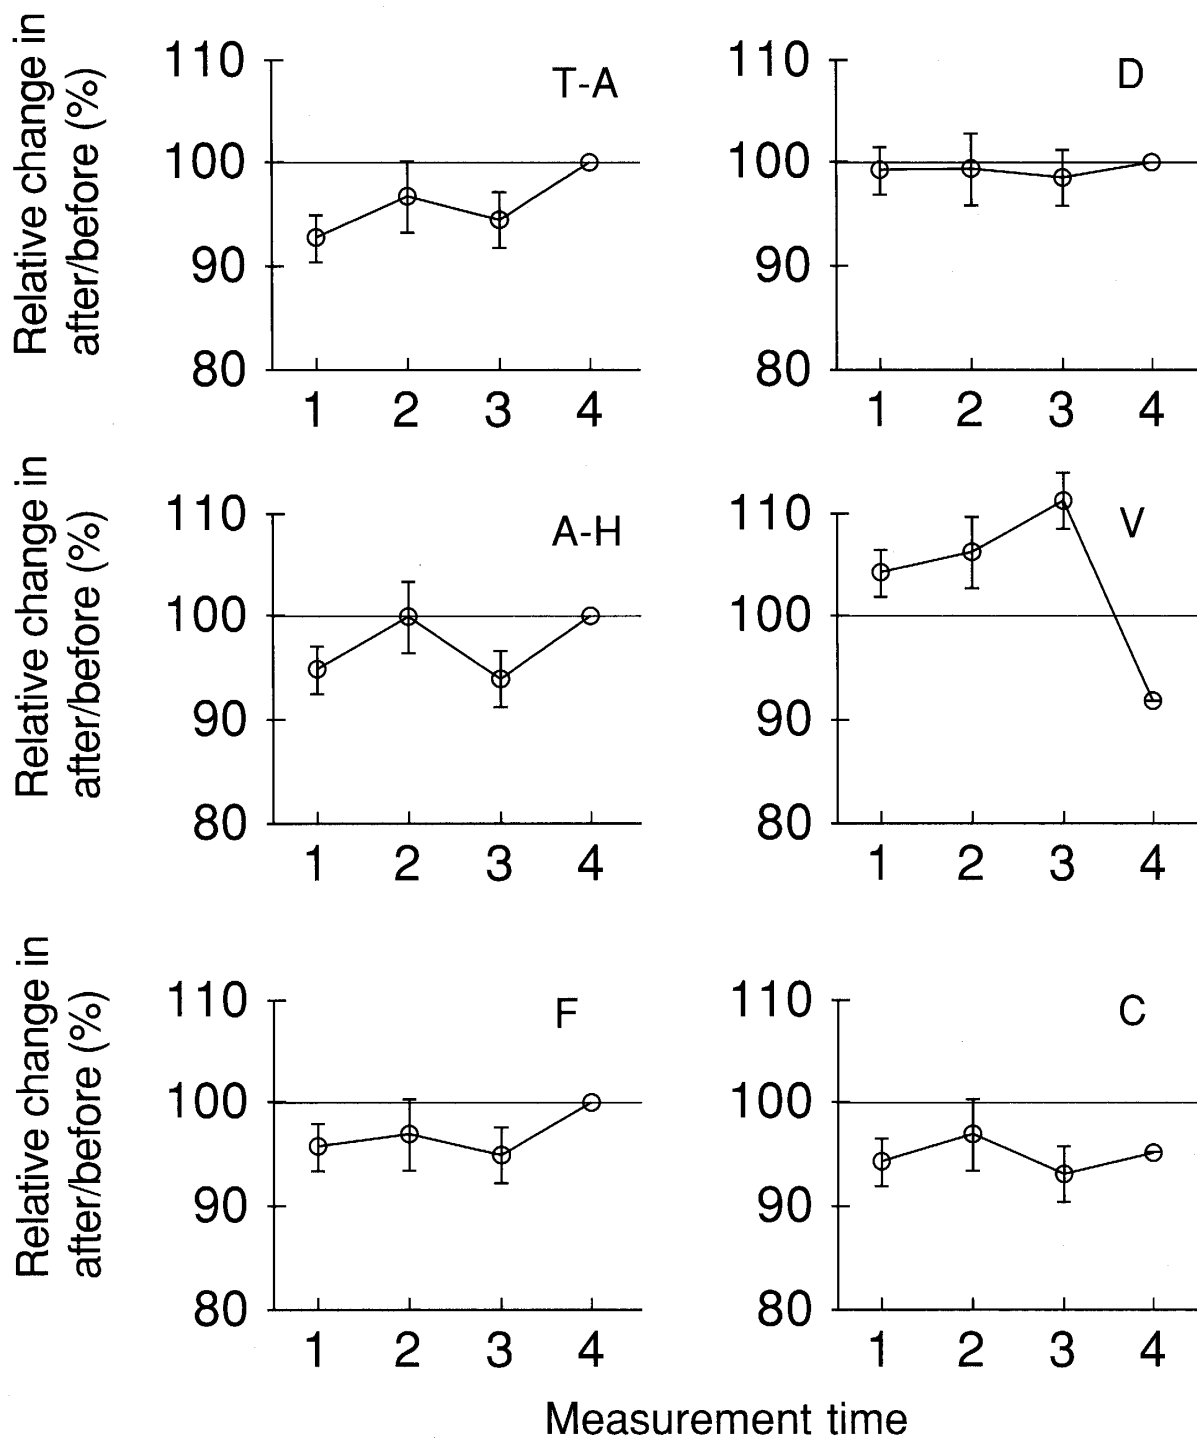 Relative change in
after/before (%)
110
100
90
80
T-A
1 2 3 4
110
100
90
80
D
1 2 3 4
Relative change in
after/before (%)
110
100
90
80
A-H
1 2 3 4
110
100
90
80
V
1 2 3 4
Relative change in
after/before (%)
110
100
90
80
F
1 2 3 4
110
100
90
80
C
1 2 3 4
Measurement time